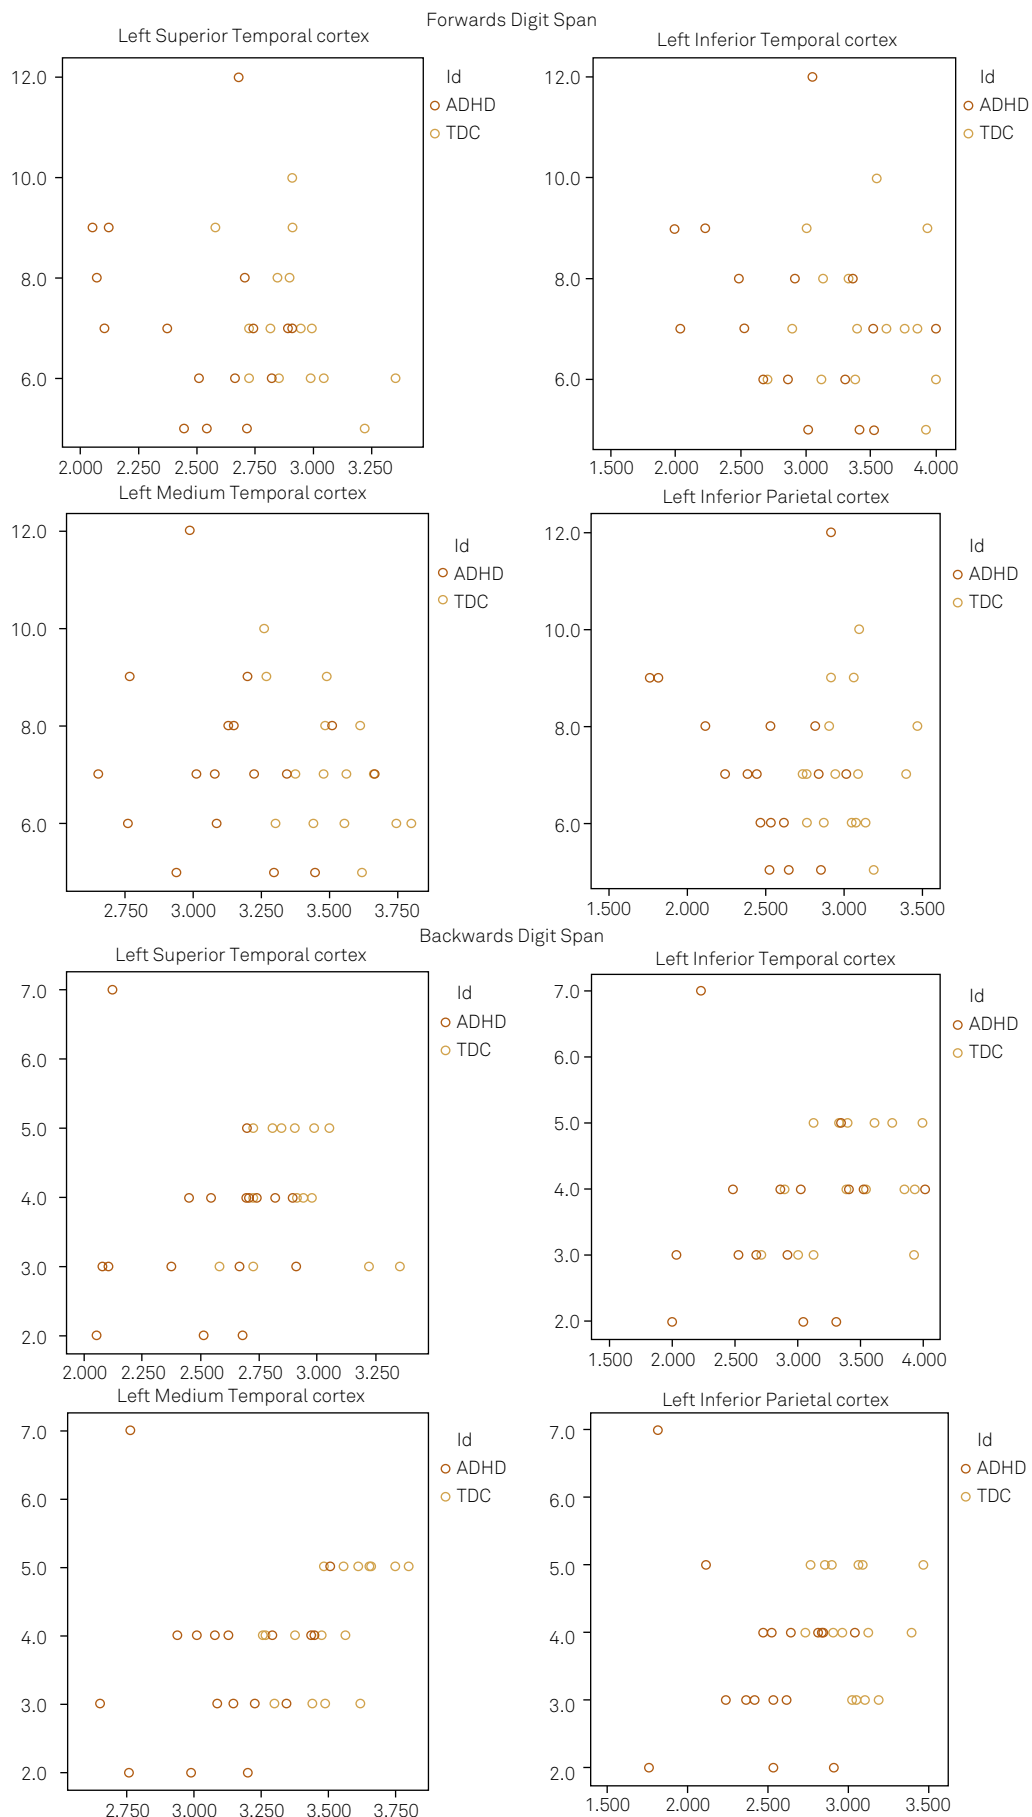 Forwards Digit Span
Left Superior Temporal cortex
12.0
10.0
8.0
6.0
2.000 2.250 2.500 2.750 3.000 3.250
Id
ADHD
TDC
Left Inferior Temporal cortex
12.0
10.0
8.0
6.0
1.500 2.000 2.500 3.000 3.500 4.000
Id
ADHD
TDC
Left Medium Temporal cortex
12.0
10.0
8.0
6.0
2.750 3.000 3.250 3.500 3.750
Id
ADHD
TDC
Left Inferior Parietal cortex
12.0
10.0
8.0
6.0
1.500 2.000 2.500 3.000 3.500
Id
ADHD
TDC
Backwards Digit Span
Left Superior Temporal cortex
7.0
6.0
5.0
4.0
3.0
2.0
2.000 2.250 2.500 2.750 3.000 3.250
Id
ADHD
TDC
Left Inferior Temporal cortex
7.0
6.0
5.0
4.0
3.0
2.0
1.500 2.000 2.500 3.000 3.500 4.000
Id
ADHD
TDC
Left Medium Temporal cortex
7.0
6.0
5.0
4.0
3.0
2.0
2.750 3.000 3.250 3.500 3.750
Id
ADHD
TDC
Left Inferior Parietal cortex
7.0
6.0
5.0
4.0
3.0
2.0
1.500 2.000 2.500 3.000 3.500
Id
ADHD
TDC